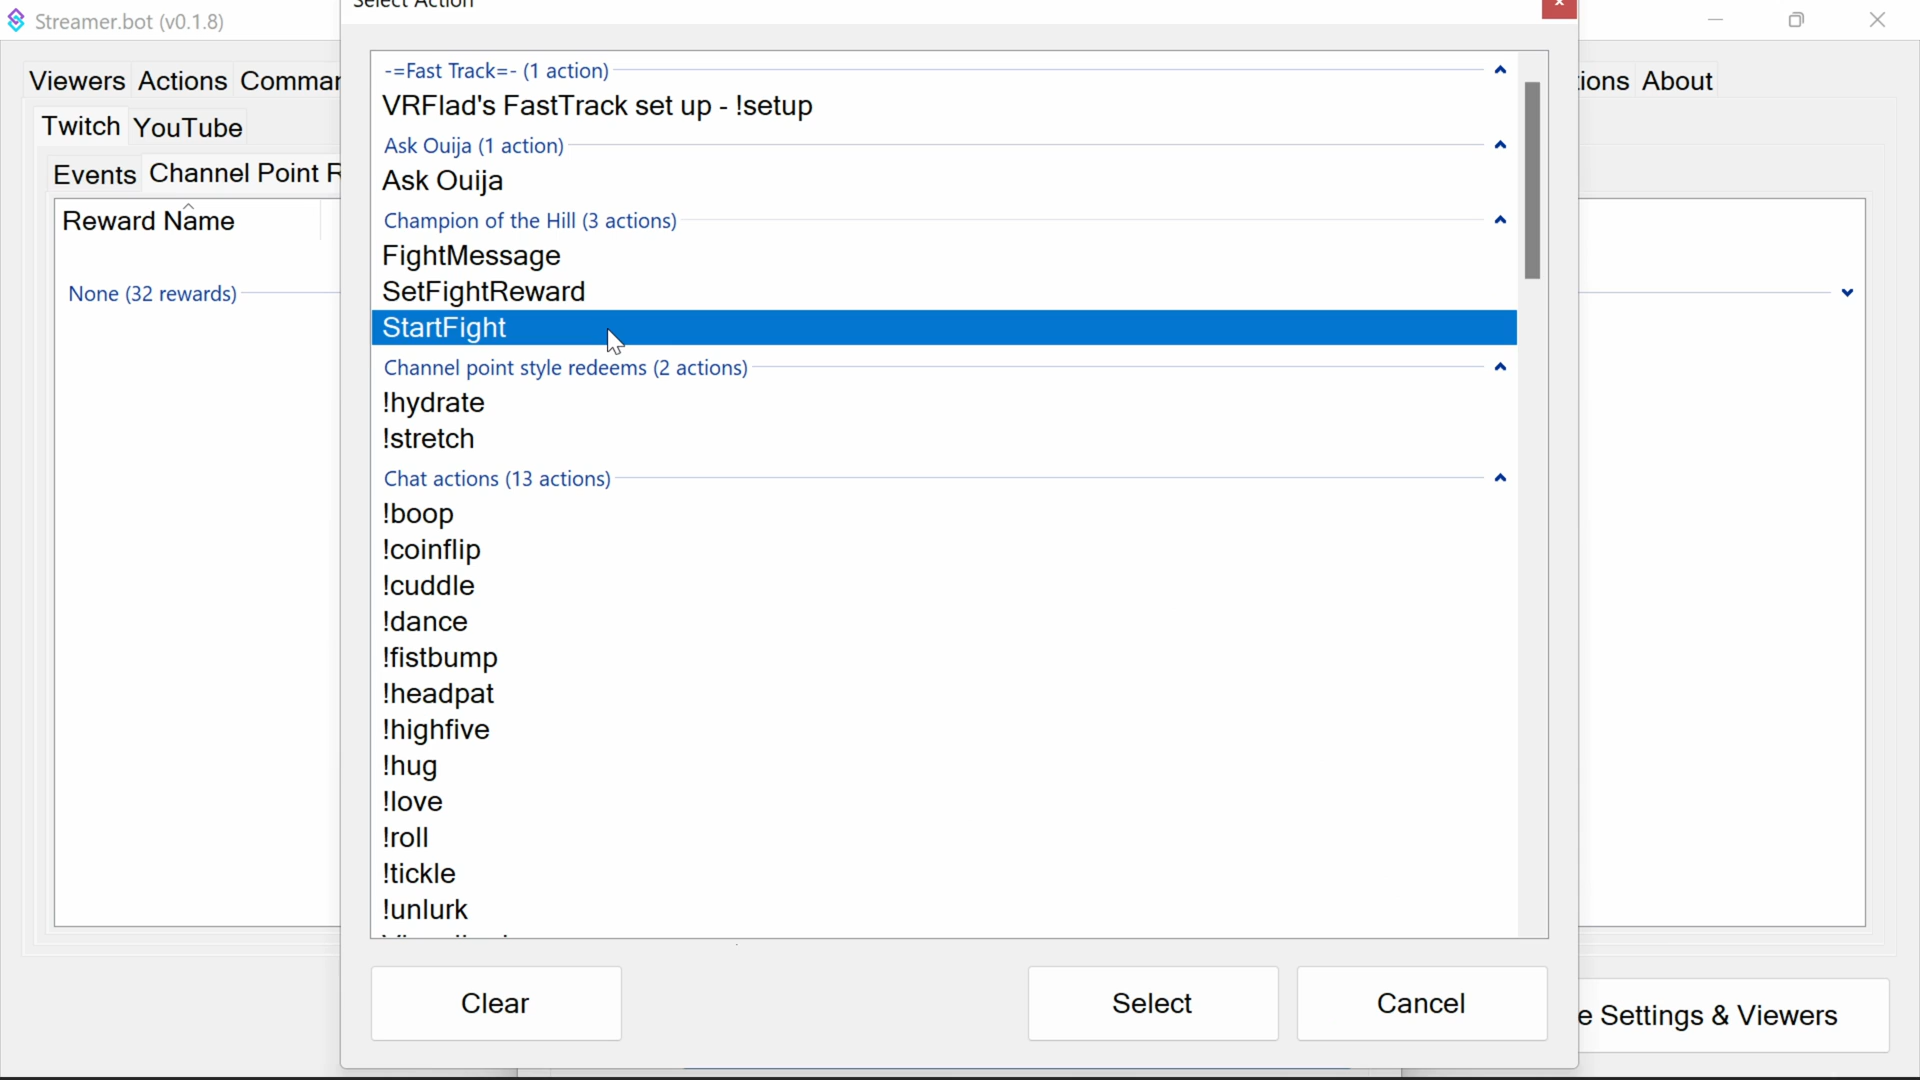 Streamer.bot (v0.1.8)
Select Action
Viewers Actions Comman
ions About
Twitch YouTube
Events Channel Point R
Reward Name
None (32 rewards)
-=Fast Track=- (1 action)
VRFlad's FastTrack set up - !setup
Ask Ouija (1 action)
Ask Ouija
Champion of the Hill (3 actions)
FightMessage
SetFightReward
StartFight
Channel point style redeems (2 actions)
!hydrate
!stretch
Chat actions (13 actions)
!boop
!coinflip
!cuddle
!dance
!fistbump
!headpat
!highfive
!hug
!love
!roll
!tickle
!unlurk
Clear
Select
Cancel
e Settings & Viewers